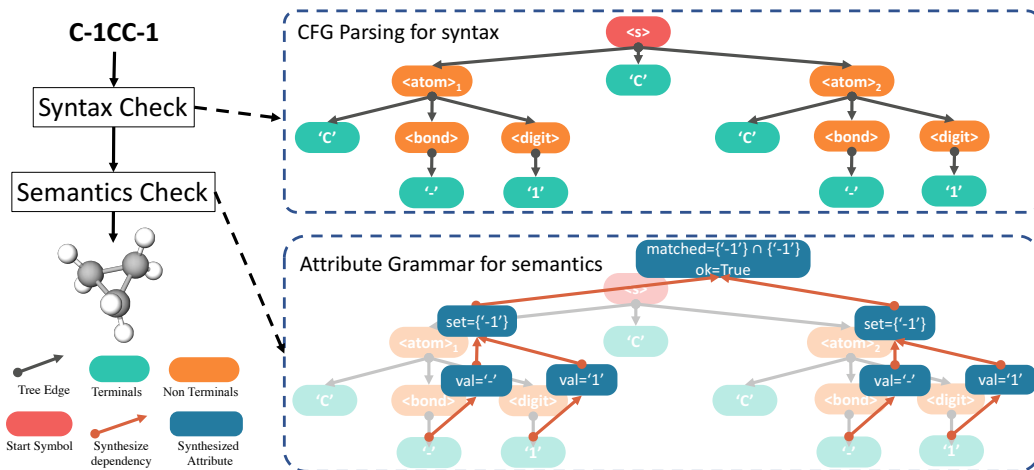 C-1CC-1
Syntax Check
Semantics Check
Tree Edge
Terminals
Non Terminals
Start Symbol
Synthesize
dependency
Synthesized
Attribute
CFG Parsing for syntax
<s>
<atom>1
'C'
<atom>2
'C'
<bond>
<digit>
'C'
<bond>
<digit>
'-'
'1'
'-'
'1'
Attribute Grammar for semantics
matched={'-1'} ∩ {'-1'}
ok=True
<s>
set={'-1'}
set={'-1'}
<atom>1
'C'
<atom>2
val='-'
val='1'
val='-'
val='1'
'C'
<bond>
<digit>
'C'
<bond>
<digit>
'-'
'1'
'-'
'1'